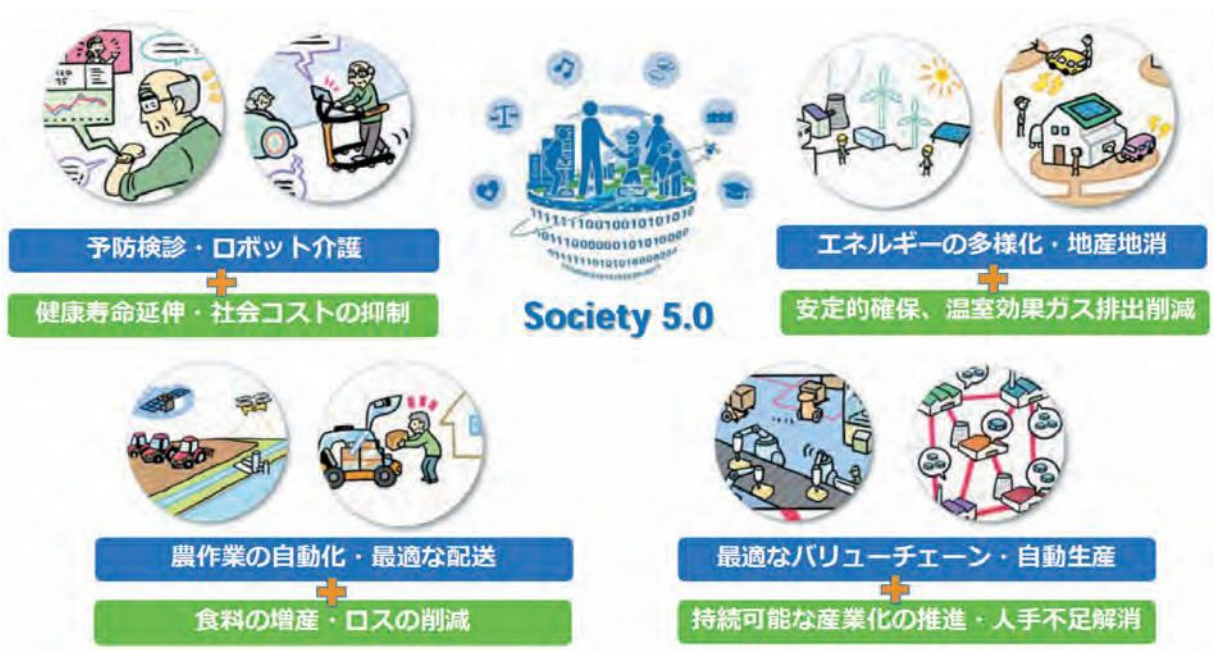 予防検診・ロボット介護
健康寿命延伸・社会コストの抑制
Society 5.0
エネルギーの多様化・地産地消
安定的確保、温室効果ガス排出削減
農作業の自動化・最適な配送
食料の増産・ロスの削減
最適なバリューチェーン・自動生産
持続可能な産業化の推進・人手不足解消